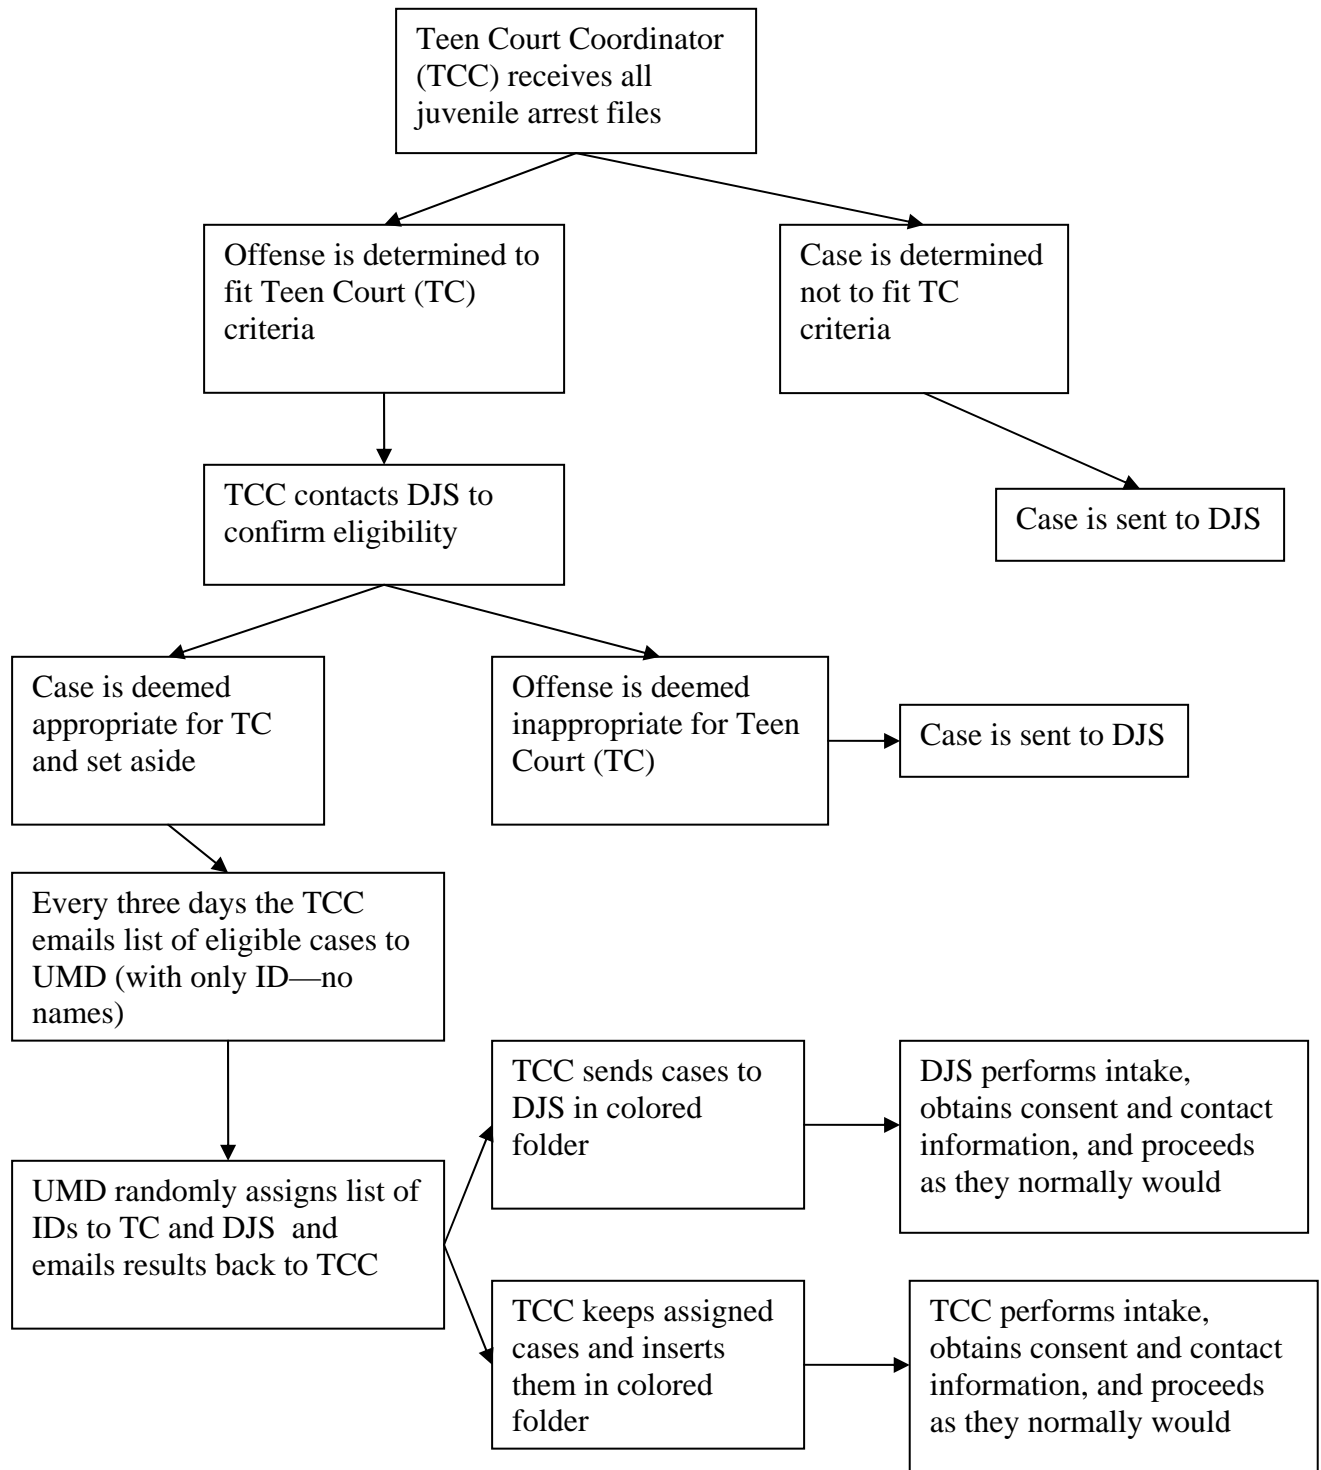 Teen Court Coordinator
(TCC) receives all
juvenile arrest files
Offense is determined to
fit Teen Court (TC)
criteria
Case is determined
not to fit TC
criteria
TCC contacts DJS to
confirm eligibility
Case is sent to DJS
Case is deemed
appropriate for TC
and set aside
Offense is deemed
inappropriate for Teen
Court (TC)
Case is sent to DJS
Every three days the TCC
emails list of eligible cases to
UMD (with only ID—no
names)
UMD randomly assigns list of
IDs to TC and DJS and
emails results back to TCC
TCC sends cases to
DJS in colored
folder
DJS performs intake,
obtains consent and contact
information, and proceeds
as they normally would
TCC keeps assigned
cases and inserts
them in colored
folder
TCC performs intake,
obtains consent and contact
information, and proceeds
as they normally would